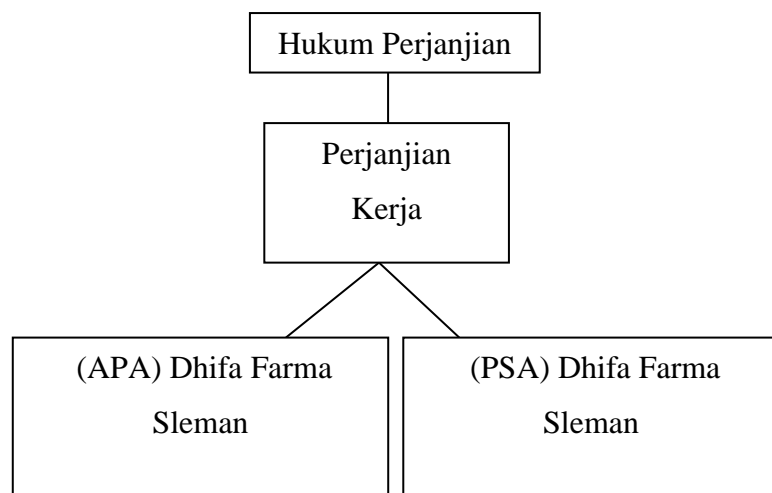 Hukum Perjanjian
Perjanjian
Kerja
(APA) Dhifa Farma
Sleman
(PSA) Dhifa Farma
Sleman